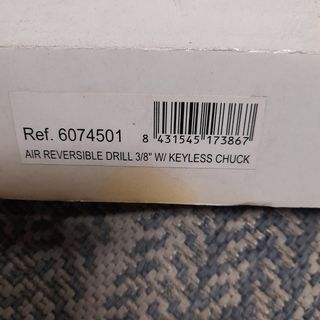 Ref. 6074501
8 431545 173867
AIR REVERSIBLE DRILL 3/8" W/ KEYLESS CHUCK